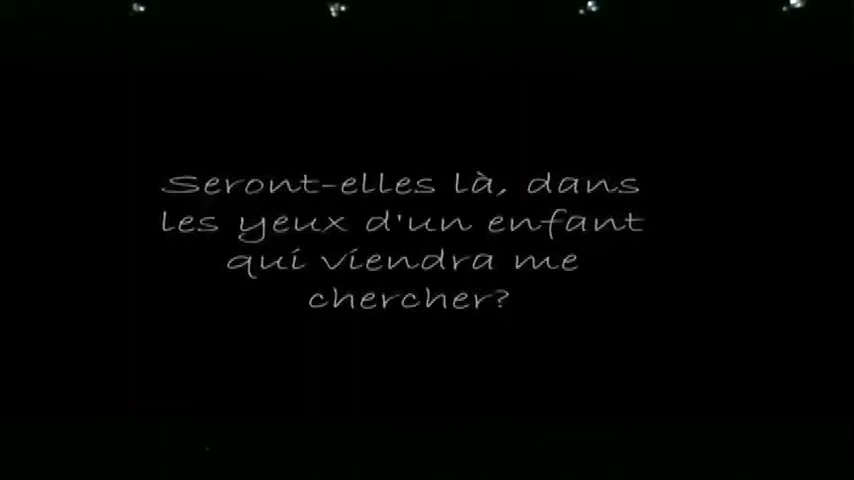 Seront-elles là, dans
les yeux d'un enfant
qui viendra me
chercher?